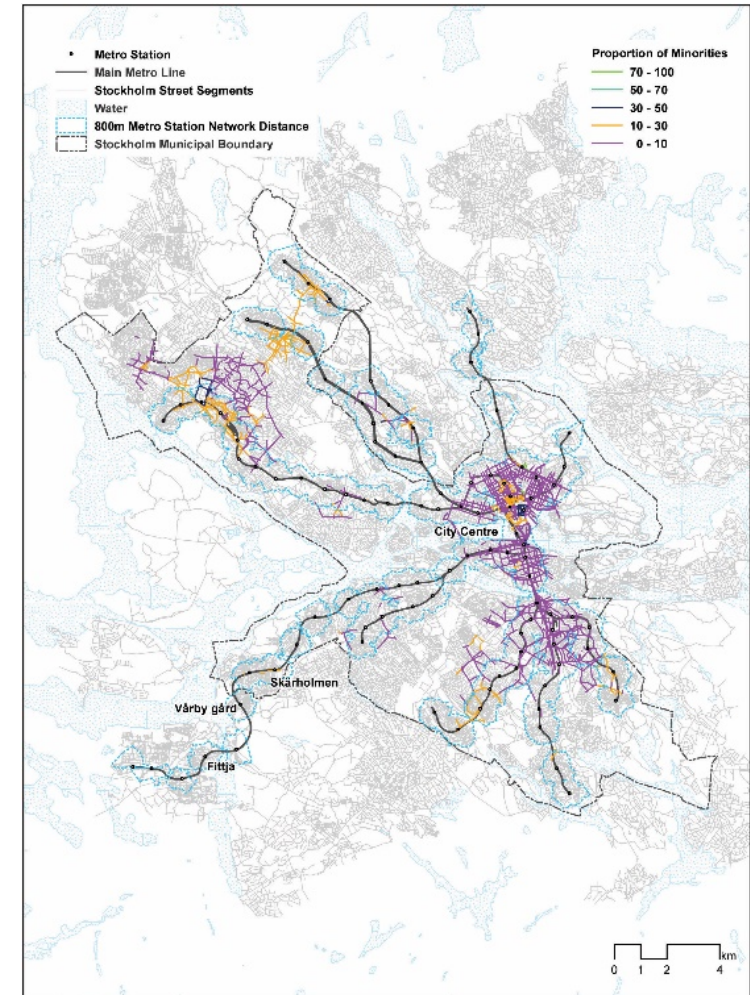 Metro Station
Main Metro Line
Stockholm Street Segments
Water
800m Metro Station Network Distance
Stockholm Municipal Boundary
Proportion of Minorities
70 - 100
50 - 70
30 - 50
10 - 30
0 - 10
City Centre
Skärholmen
Vårby gård
Fittja
km
0 1 2 4